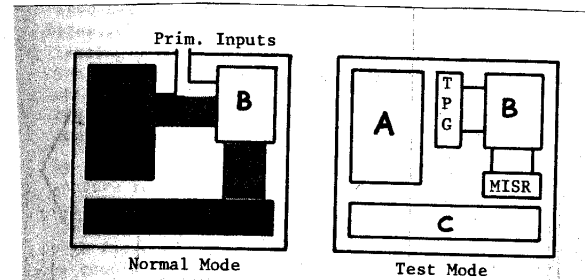 Prim. Inputs
B
Normal Mode
A
T
P
G
B
MISR
C
Test Mode